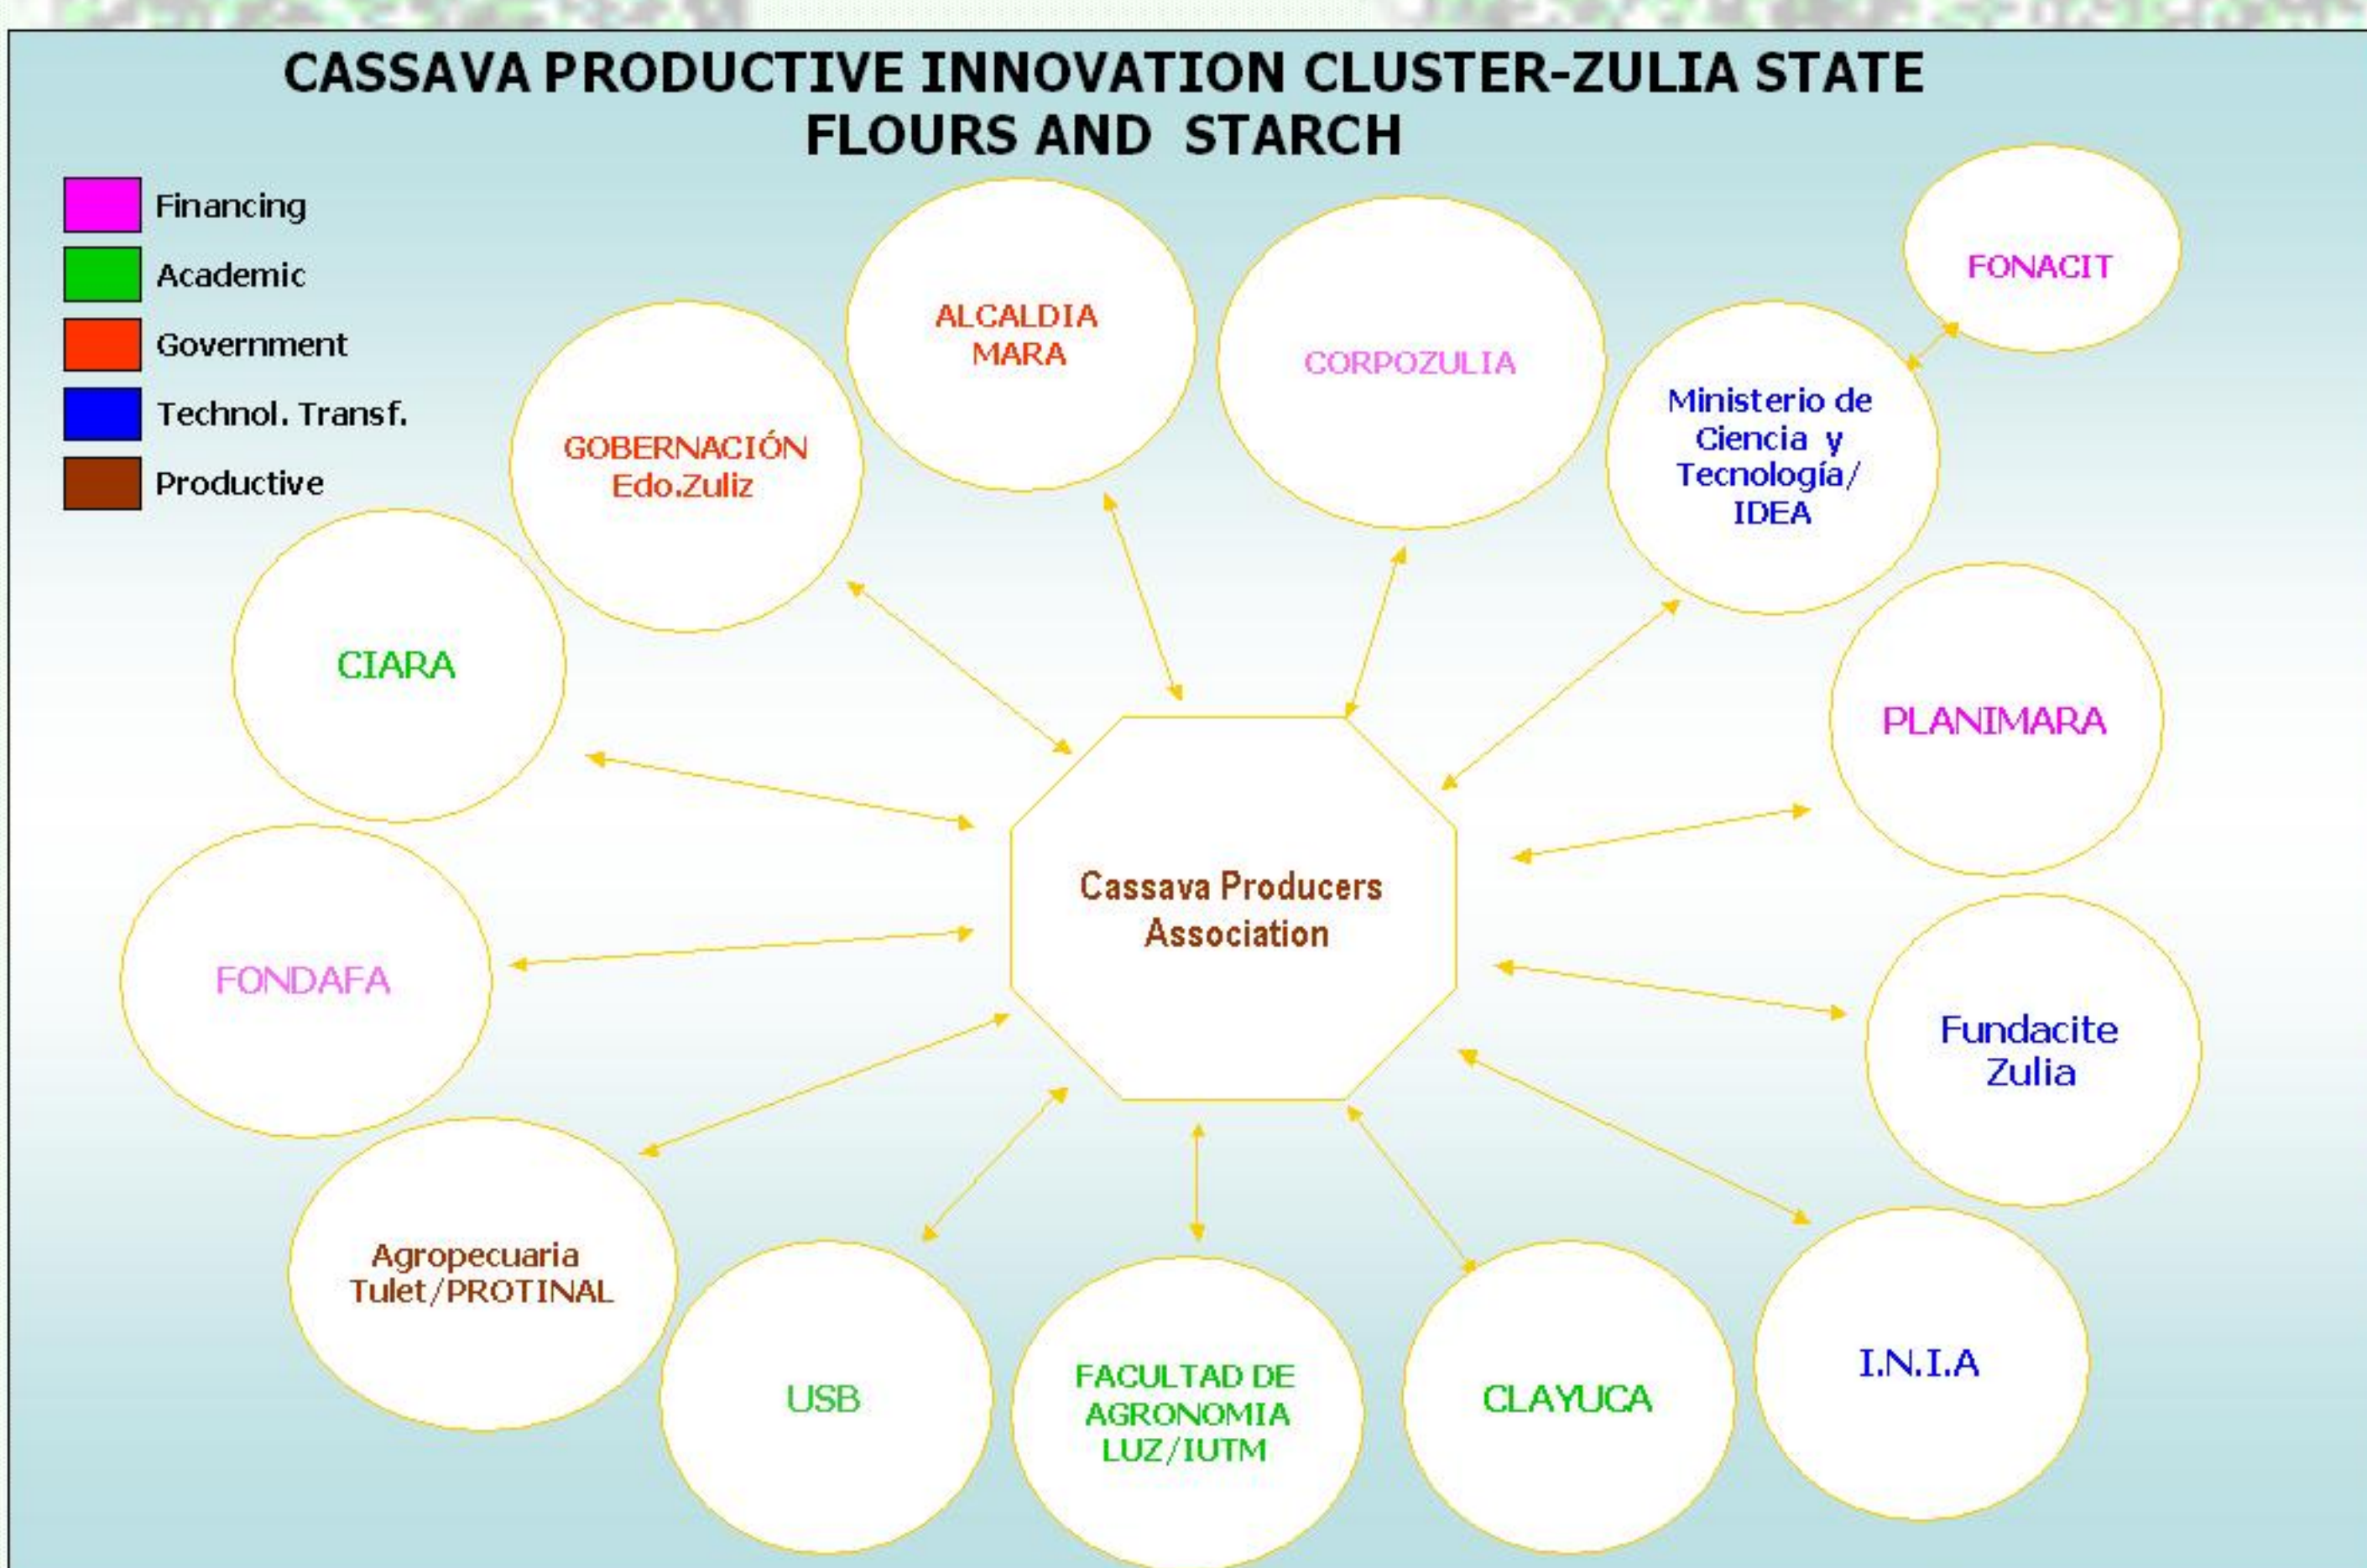 CASSAVA PRODUCTIVE INNOVATION CLUSTER-ZULIA STATE
FLOURS AND STARCH
Financing
Academic
Government
Technol. Transf.
Productive
FONACIT
ALCALDIA
MARA
CORPOZULIA
Ministerio de
Ciencia y
Tecnología/
IDEA
GOBERNACIÓN
Edo.Zuliz
CIARA
PLANIMARA
Cassava Producers
Association
FONDAFA
Fundacite
Zulia
Agropecuaria
Tulet/PROTINAL
USB
FACULTAD DE
AGRONOMIA
LUZ/IUTM
CLAYUCA
I.N.I.A